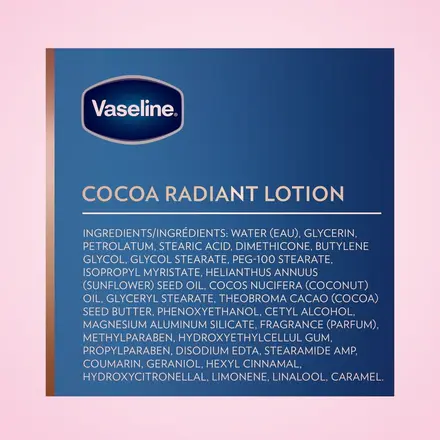 Vaseline®
COCOA RADIANT LOTION
INGREDIENTS/INGRÉDIENTS: WATER (EAU), GLYCERIN,
PETROLATUM, STEARIC ACID, DIMETHICONE, BUTYLENE
GLYCOL, GLYCOL STEARATE, PEG-100 STEARATE,
ISOPROPYL MYRISTATE, HELIANTHUS ANNUUS
(SUNFLOWER) SEED OIL, COCOS NUCIFERA (COCONUT)
OIL, GLYCERYL STEARATE, THEOBROMA CACAO (COCOA)
SEED BUTTER, PHENOXYETHANOL, CETYL ALCOHOL,
MAGNESIUM ALUMINUM SILICATE, FRAGRANCE (PARFUM),
METHYLPARABEN, HYDROXYETHYLCELLUL GUM,
PROPYLPARABEN, DISODIUM EDTA, STEARAMIDE AMP,
COUMARIN, GERANIOL, HEXYL CINNAMAL,
HYDROXYCITRONELLAL, LIMONENE, LINALOOL, CARAMEL.